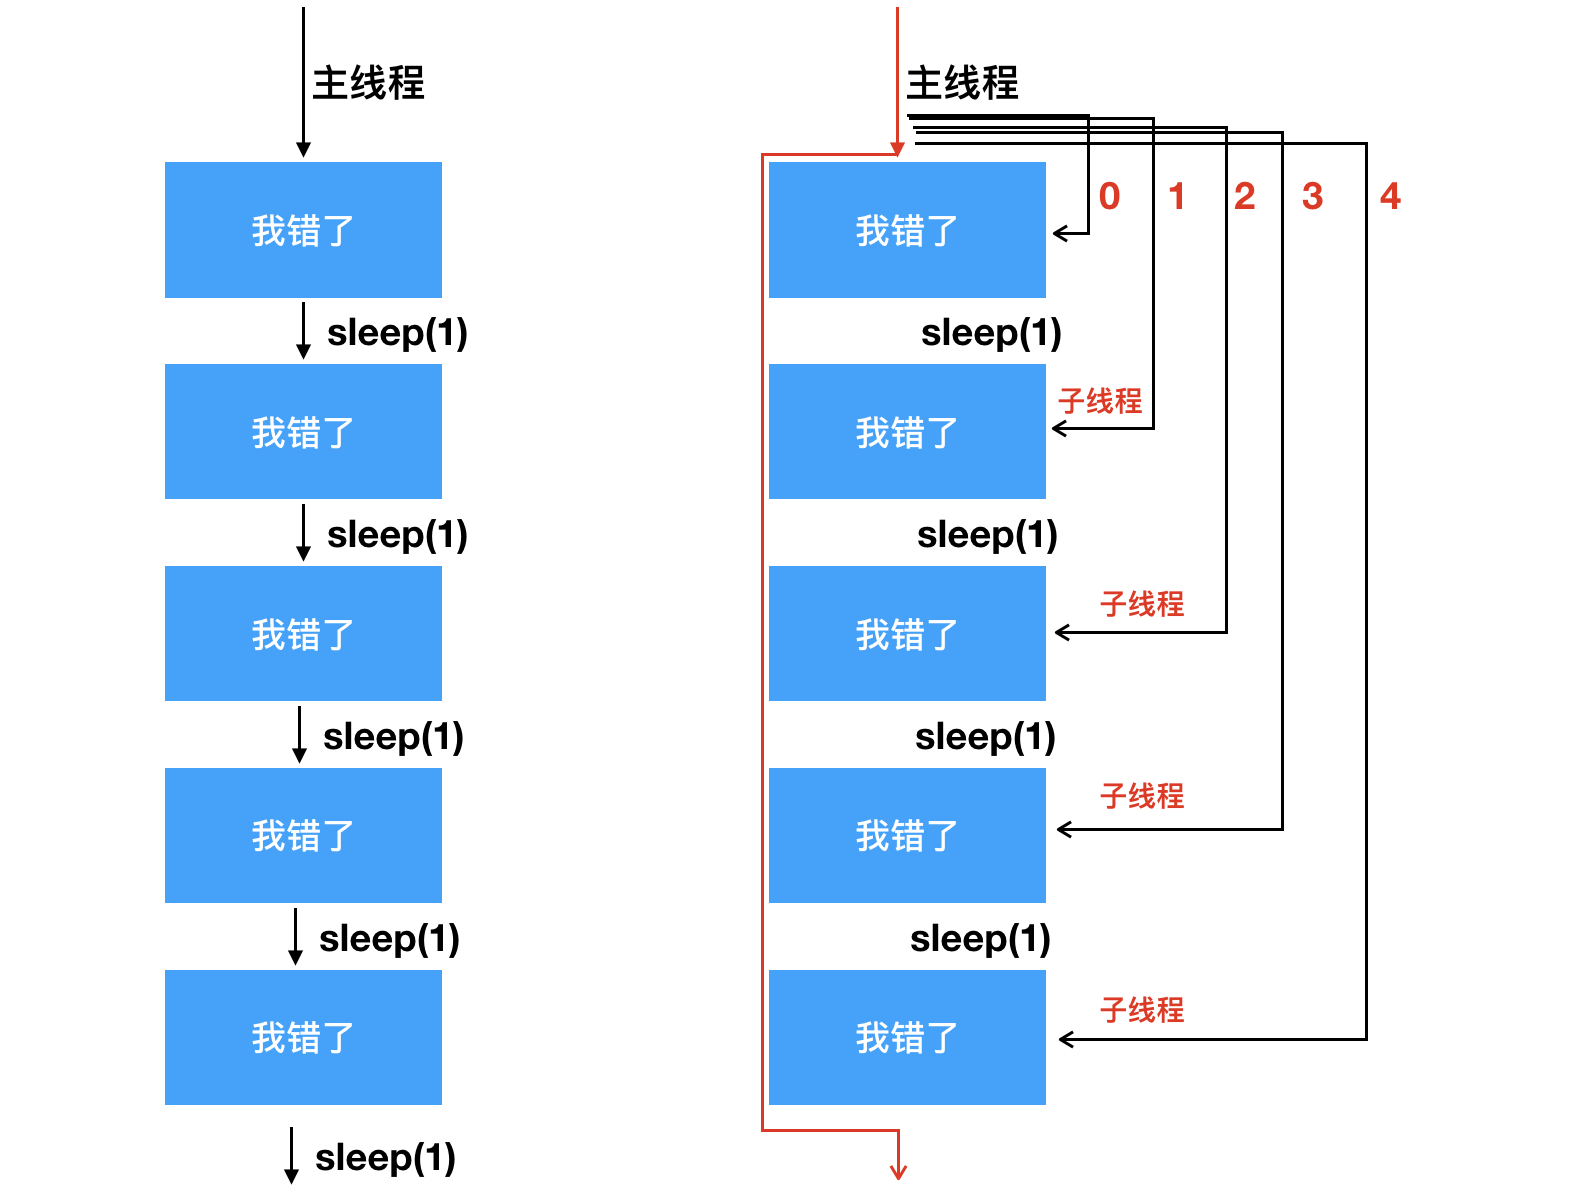 主线程
我错了
sleep(1)
我错了
sleep(1)
我错了
sleep(1)
我错了
sleep(1)
我错了
sleep(1)
主线程
0 1 2 3 4
我错了
sleep(1)
子线程
我错了
sleep(1)
子线程
我错了
sleep(1)
子线程
我错了
sleep(1)
子线程
我错了